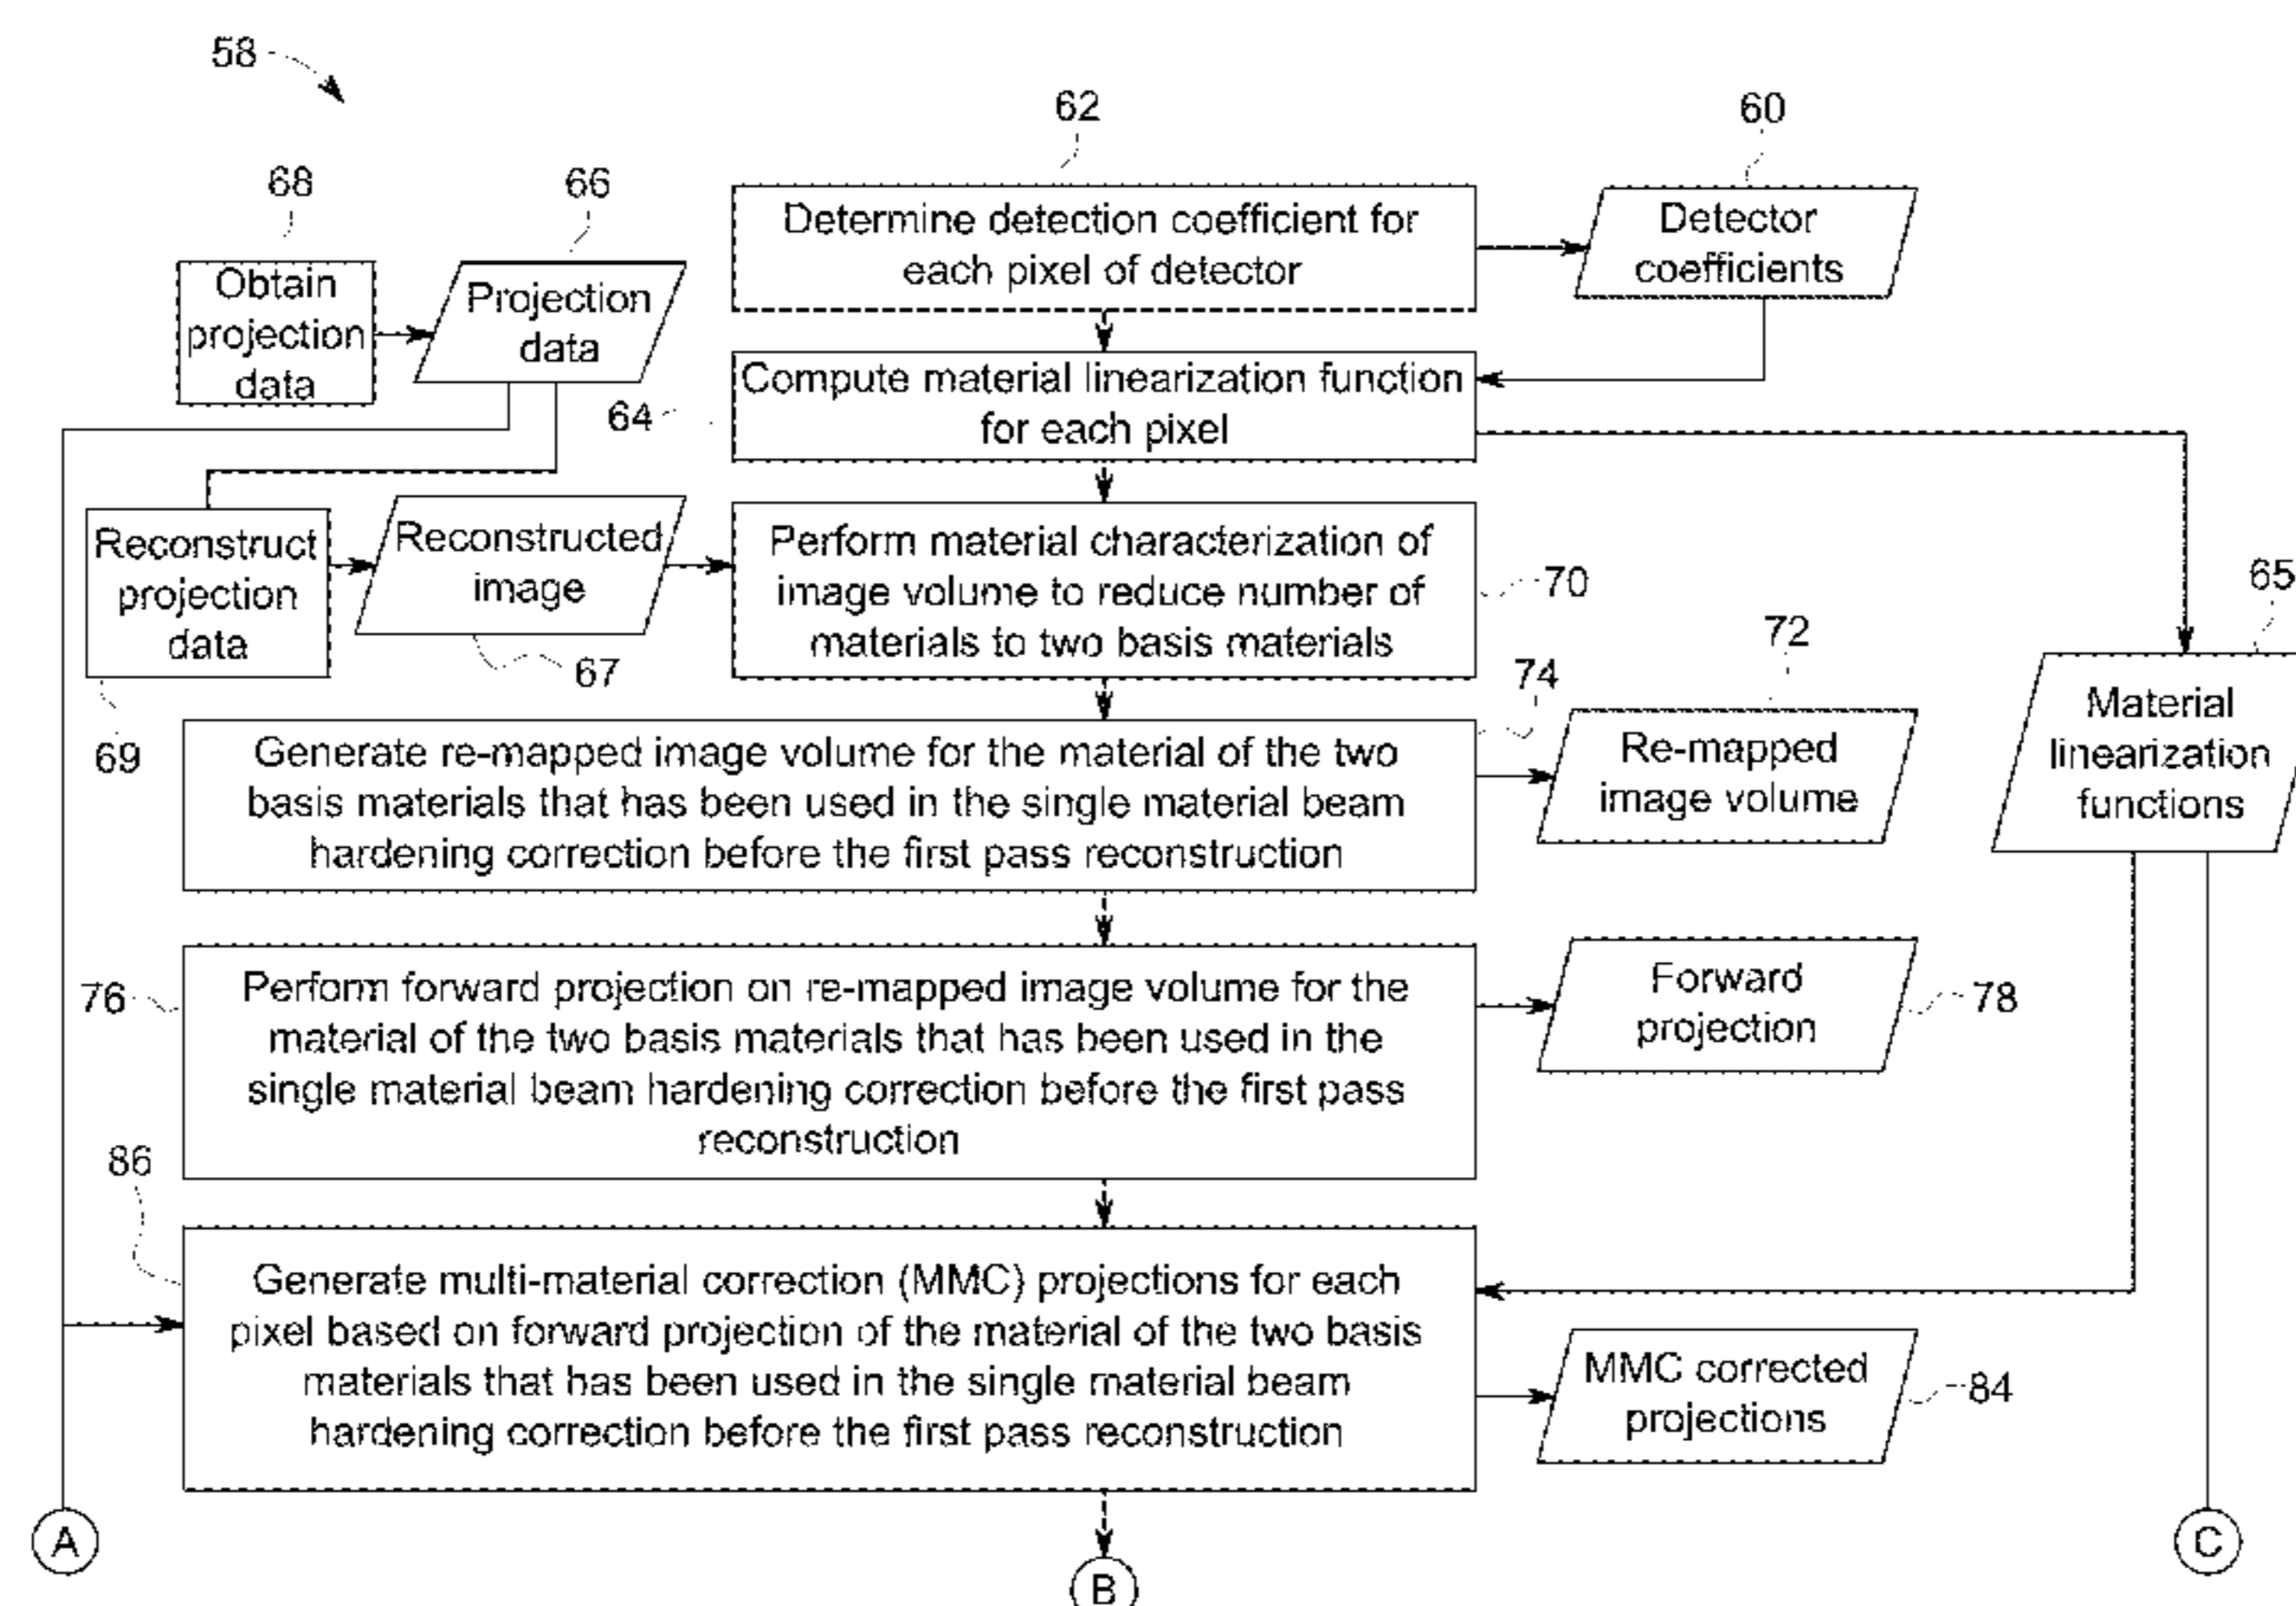 58
62
60
68
66
Determine detection coefficient for
each pixel of detector
Detector
coefficients
Obtain
projection
data
Projection
data
Compute material linearization function
for each pixel
64
Reconstruct
projection
data
Reconstructed
image
Perform material characterization of
image volume to reduce number of
materials to two basis materials
70
65
67
72
74
69
Material
linearization
functions
Generate re-mapped image volume for the material of the two
basis materials that has been used in the single material beam
hardening correction before the first pass reconstruction
Re-mapped
image volume
76
Perform forward projection on re-mapped image volume for the
material of the two basis materials that has been used in the
single material beam hardening correction before the first pass
reconstruction
Forward
projection
78
86
Generate multi-material correction (MMC) projections for each
pixel based on forward projection of the material of the two basis
materials that has been used in the single material beam
hardening correction before the first pass reconstruction
MMC corrected
projections
84
A
B
C